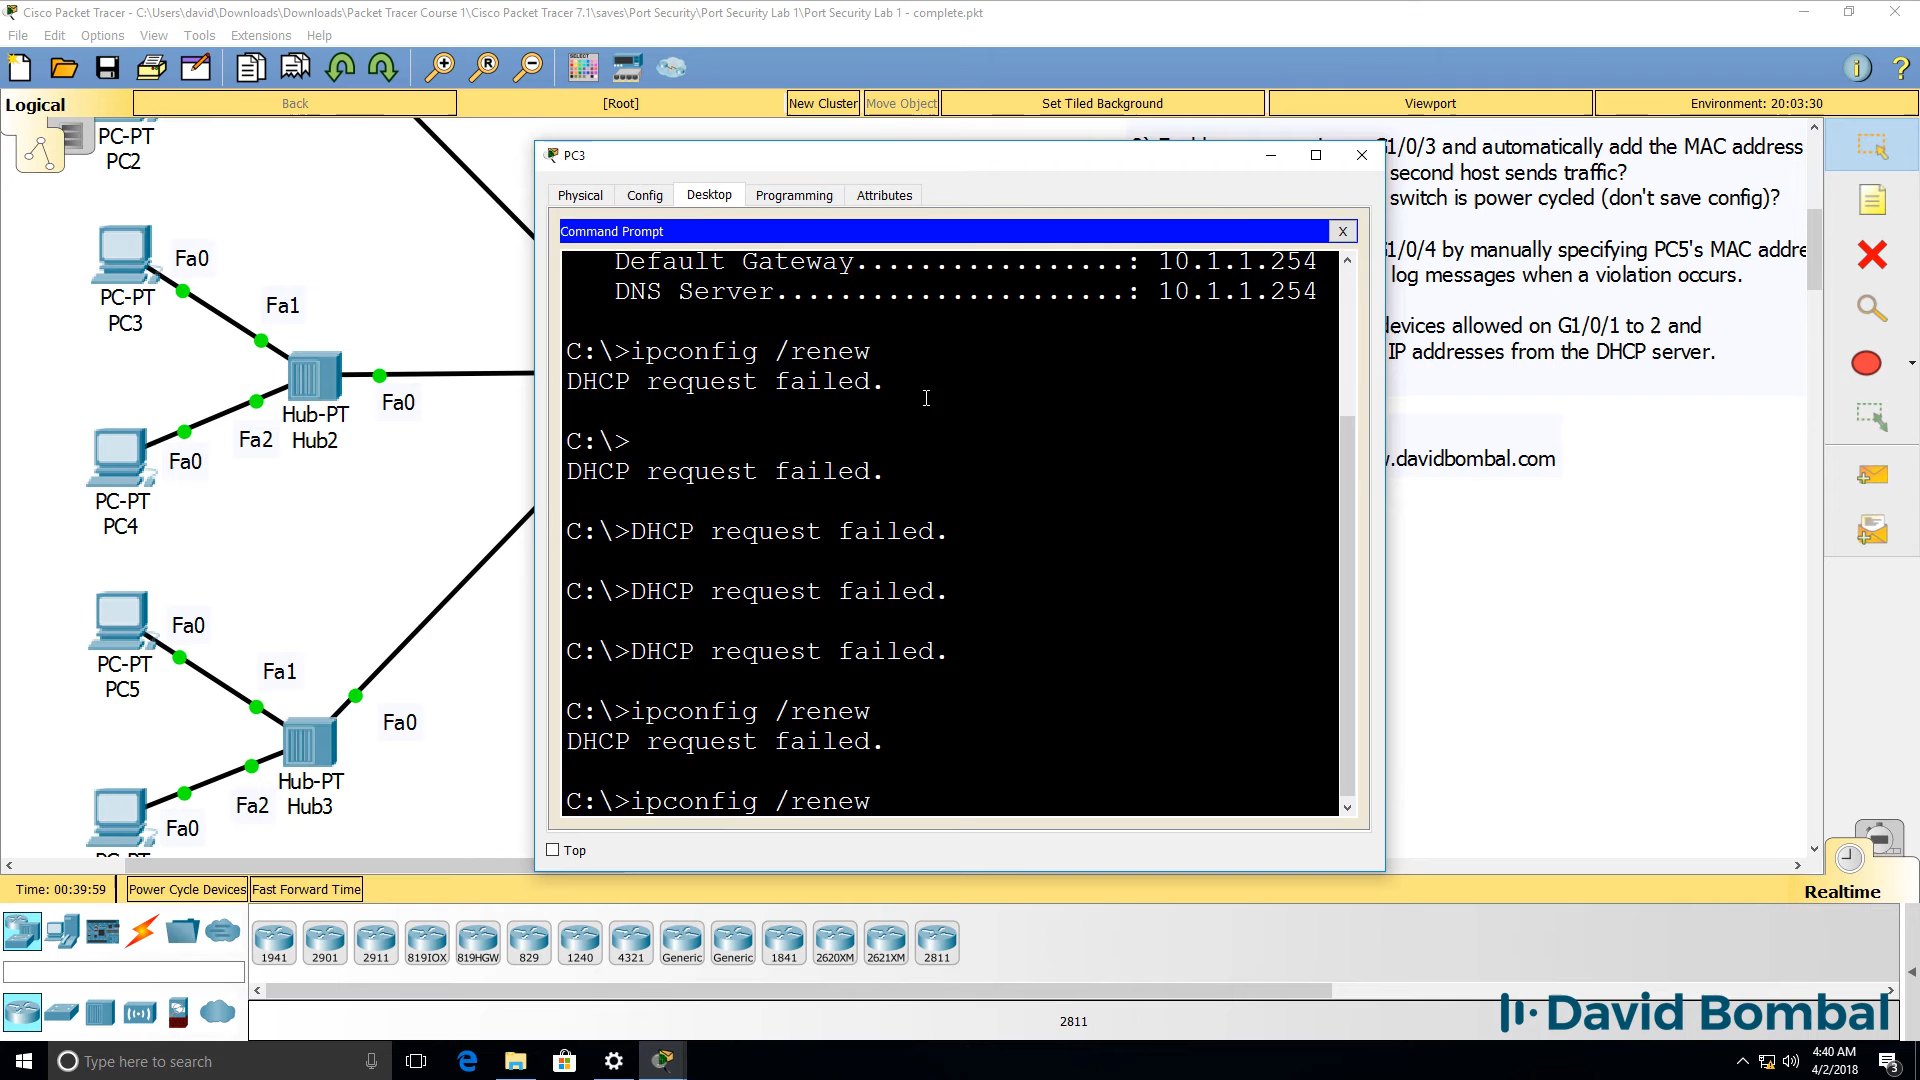 Cisco Packet Tracer - C:\Users\david\Downloads\Downloads\Packet Tracer Course 1\Cisco Packet Tracer 7.1\saves\Port Security\Port Security Lab 1\Port Security Lab 1 - complete.pkt
File Edit Options View Tools Extensions Help
Logical Back [Root] New Cluster Move Object Set Tiled Background Viewport Environment: 20:03:30
PC-PT
PC2
Fa0
PC-PT
PC3
Fa1
Hub-PT
Hub2
Fa0
Fa2
Fa0
PC-PT
PC4
Fa0
PC-PT
PC5
Fa1
Fa0
Hub-PT
Hub3
Fa2
Fa0
1/0/3 and automatically add the MAC address
second host sends traffic?
switch is power cycled (don't save config)?
1/0/4 by manually specifying PC5's MAC addre
log messages when a violation occurs.
evices allowed on G1/0/1 to 2 and
IP addresses from the DHCP server.
.davidbombal.com
PC3
Physical Config Desktop Programming Attributes
Command Prompt X
Default Gateway.................: 10.1.1.254
DNS Server......................: 10.1.1.254
C:\>ipconfig /renew
DHCP request failed.
C:\>
DHCP request failed.
C:\>DHCP request failed.
C:\>DHCP request failed.
C:\>DHCP request failed.
C:\>ipconfig /renew
DHCP request failed.
C:\>ipconfig /renew
Top
Time: 00:39:59 Power Cycle Devices Fast Forward Time Realtime
1941 2901 2911 819IOX 819HGW 829 1240 4321 Generic Generic 1841 2620XM 2621XM 2811
2811
David Bombal
Type here to search
4:40 AM
4/2/2018
3